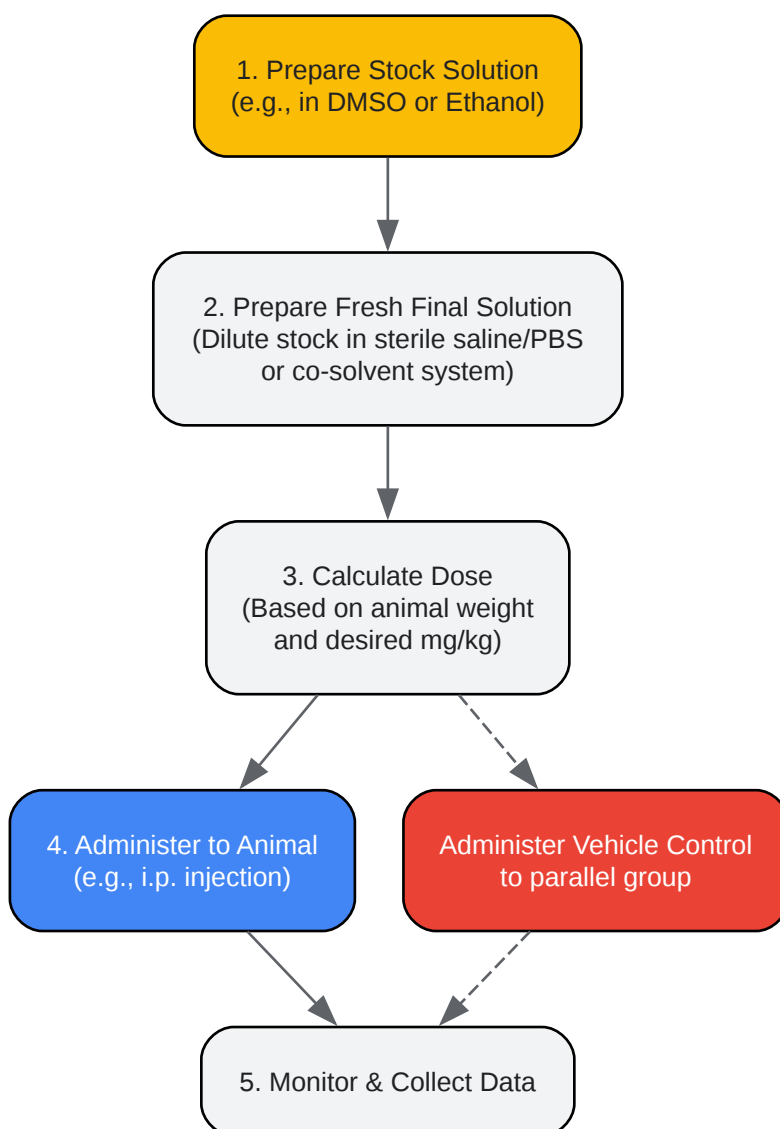 1. Prepare Stock Solution
(e.g., in DMSO or Ethanol)
2. Prepare Fresh Final Solution
(Dilute stock in sterile saline/PBS
or co-solvent system)
3. Calculate Dose
(Based on animal weight
and desired mg/kg)
4. Administer to Animal
(e.g., i.p. injection)
Administer Vehicle Control
to parallel group
5. Monitor & Collect Data